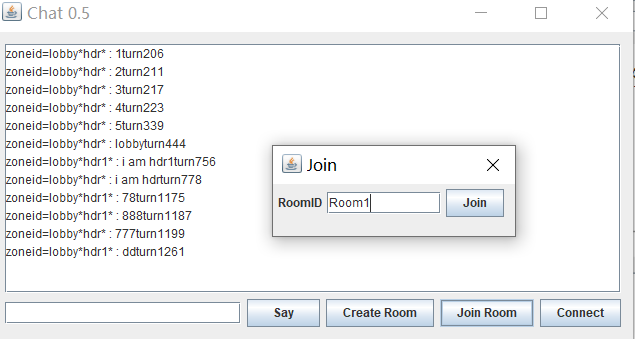 Chat 0.5
zoneid=lobby*hdr* : 1turn206
zoneid=lobby*hdr* : 2turn211
zoneid=lobby*hdr* : 3turn217
zoneid=lobby*hdr* : 4turn223
zoneid=lobby*hdr* : 5turn339
zoneid=lobby*hdr* : lobbyturn444
zoneid=lobby*hdr1* : i am hdr1turn756
zoneid=lobby*hdr* : i am hdrturn778
zoneid=lobby*hdr1* : 78turn1175
zoneid=lobby*hdr1* : 888turn1187
zoneid=lobby*hdr* : 777turn1199
zoneid=lobby*hdr1* : ddturn1261
Join
RoomID Room1 Join
Say Create Room Join Room Connect